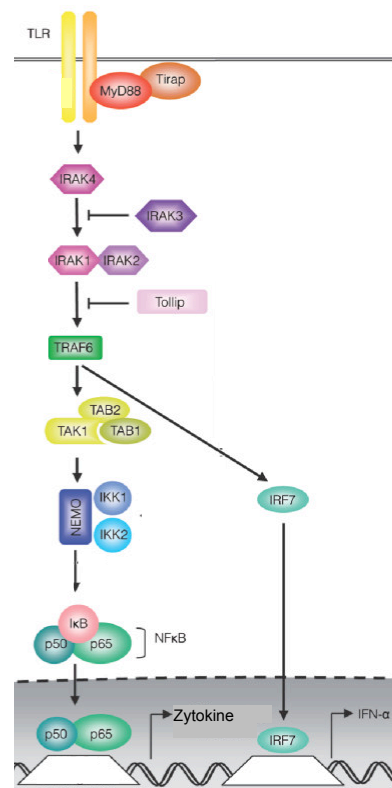 TLR
Tirap
MyD88
IRAK4
IRAK3
IRAK1 IRAK2
Tollip
TRAF6
TAB2
TAK1 TAB1
NEMO
IKK1
IKK2
IRF7
IκB
p50 p65
NFκB
Zytokine
IFN-α
p50 p65
IRF7